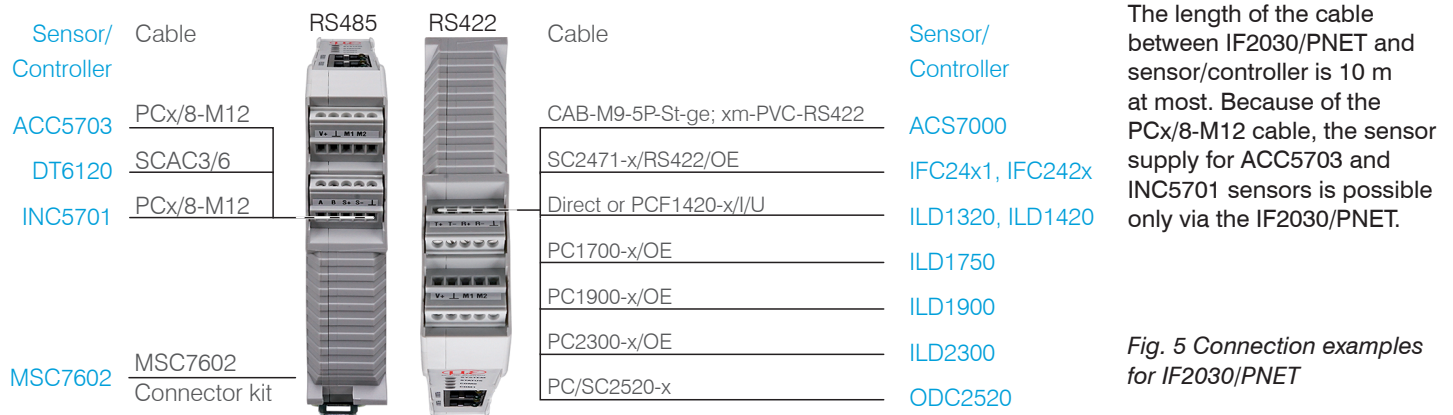 Sensor/
Controller
Cable
RS485
RS422
Cable
Sensor/
Controller
ACC5703
PCx/8-M12
DT6120
SCAC3/6
INC5701
PCx/8-M12
MSC7602
MSC7602
Connector kit
V+ ⊥ M1 M2
A B S+ S- ⊥
T+ T- R+ R- ⊥
V+ ⊥ M1 M2
CAB-M9-5P-St-ge; xm-PVC-RS422
ACS7000
SC2471-x/RS422/OE
IFC24x1, IFC242x
Direct or PCF1420-x/I/U
ILD1320, ILD1420
PC1700-x/OE
ILD1750
PC1900-x/OE
ILD1900
PC2300-x/OE
ILD2300
PC/SC2520-x
ODC2520
The length of the cable
between IF2030/PNET and
sensor/controller is 10 m
at most. Because of the
PCx/8-M12 cable, the sensor
supply for ACC5703 and
INC5701 sensors is possible
only via the IF2030/PNET.
Fig. 5 Connection examples
for IF2030/PNET